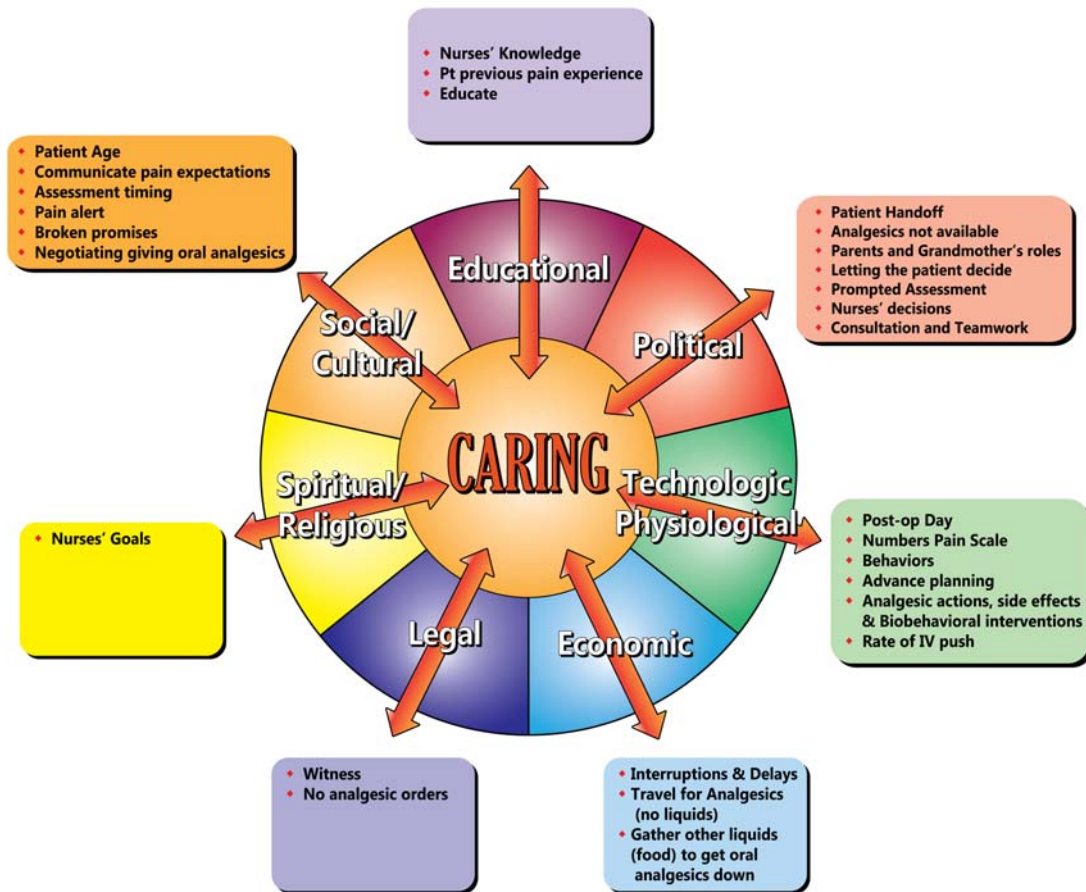 Nurses' Knowledge
Pt previous pain experience
Educate
Patient Age
Communicate pain expectations
Assessment timing
Pain alert
Broken promises
Negotiating giving oral analgesics
Patient Handoff
Analgesics not available
Parents and Grandmother's roles
Letting the patient decide
Prompted Assessment
Nurses' decisions
Consultation and Teamwork
Educational
Social/
Cultural
Political
CARING
Spiritual/
Religious
Technologic
Physiological
Legal
Economic
Nurses' Goals
Post-op Day
Numbers Pain Scale
Behaviors
Advance planning
Analgesic actions, side effects
& Biobehavioral interventions
Rate of IV push
Witness
No analgesic orders
Interruptions & Delays
Travel for Analgesics
(no liquids)
Gather other liquids
(food) to get oral
analgesics down